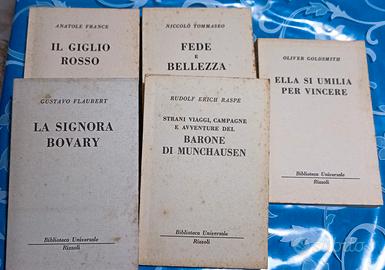 ANATOLE FRANCE
IL GIGLIO
ROSSO
NICCOLÒ TOMMASEO
FEDE
E
BELLEZZA
OLIVER GOLDSMITH
ELLA SI UMILIA
PER VINCERE
Biblioteca Universale
Rizzoli
GUSTAVO FLAUBERT
LA SIGNORA
BOVARY
Biblioteca Universale
Rizzoli
RUDOLF ERICH RASPE
STRANI VIAGGI, CAMPAGNE
E AVVENTURE DEL
BARONE
DI MUNCHAUSEN
Biblioteca Universale
Rizzoli
subito